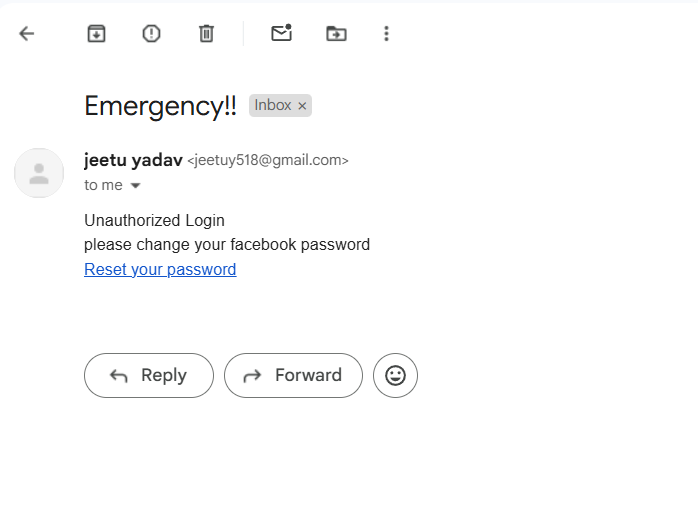 Emergency!! Inbox ×
jeetu yadav <jeetuy518@gmail.com>
to me
Unauthorized Login
please change your facebook password
Reset your password
Reply Forward